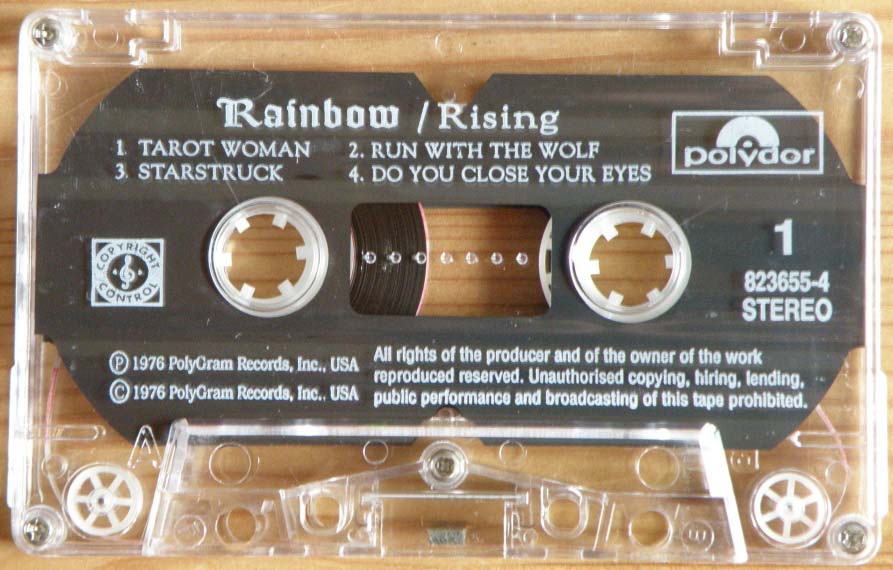 Rainbow / Rising
1 TAROT WOMAN 2. RUN WITH THE WOLF
3. STARSTRUCK 4. DO YOU CLOSE YOUR EYES
polydor
COPYRIGHT
CONTROL
1
823655-4
STEREO
Ⓟ 1976 PolyGram Records, Inc., USA
© 1976 PolyGram Records, Inc., USA
All rights of the producer and of the owner of the work
reproduced reserved. Unauthorised copying, hiring, lending,
public performance and broadcasting of this tape prohibited.
A